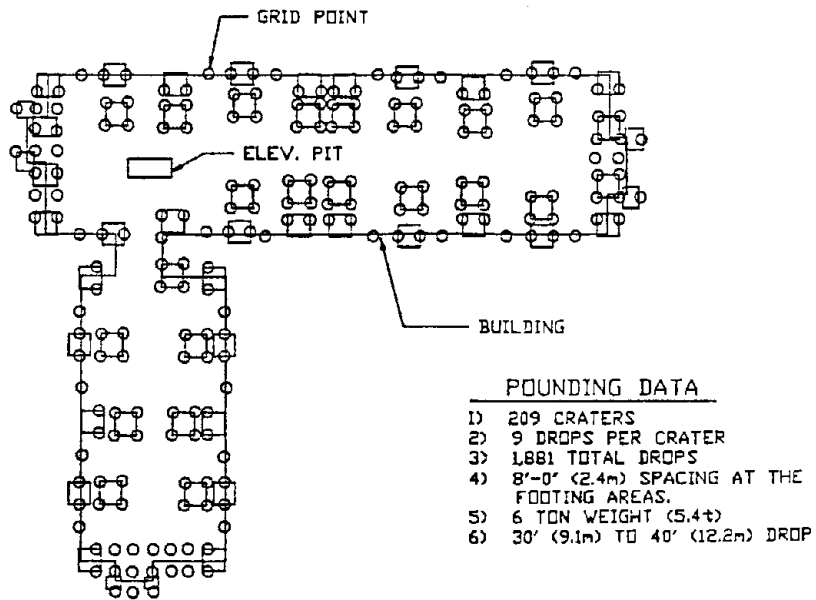 GRID POINT
ELEV. PIT
BUILDING
POUNDING DATA
1) 209 CRATERS
2) 9 DROPS PER CRATER
3) 1,881 TOTAL DROPS
4) 8'-0" (2.4m) SPACING AT THE
FOOTING AREAS.
5) 6 TON WEIGHT (5.4t)
6) 30' (9.1m) TO 40' (12.2m) DROP